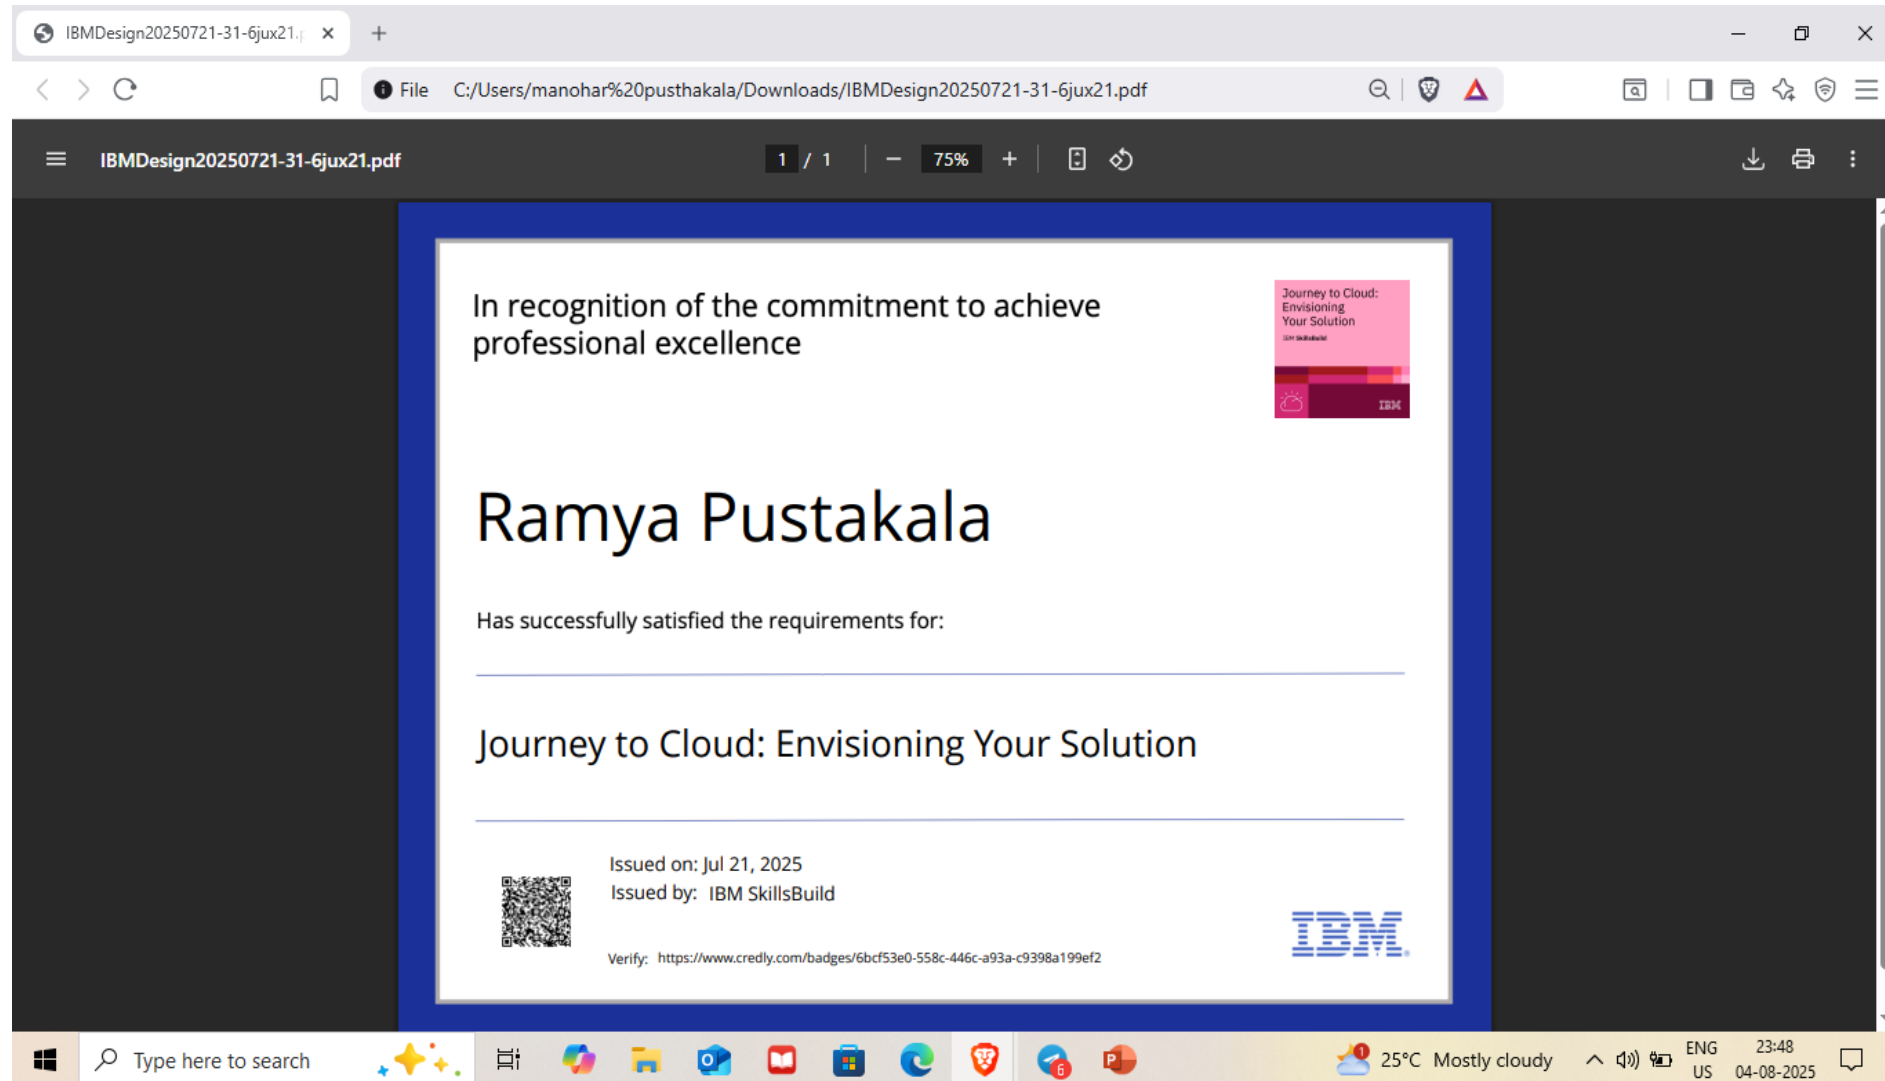 IBMDesign20250721-31-6jux21.p
File C:/Users/manohar%20pusthakala/Downloads/IBMDesign20250721-31-6jux21.pdf
IBMDesign20250721-31-6jux21.pdf
1 / 1
75%
In recognition of the commitment to achieve
professional excellence
Journey to Cloud:
Envisioning
Your Solution
IBM SkillsBuild
IBM
Ramya Pustakala
Has successfully satisfied the requirements for:
Journey to Cloud: Envisioning Your Solution
Issued on: Jul 21, 2025
Issued by: IBM SkillsBuild
IBM
Verify: https://www.credly.com/badges/6bcf53e0-558c-446c-a93a-c9398a199ef2
Type here to search
6
1
25°C Mostly cloudy
ENG
US
23:48
04-08-2025